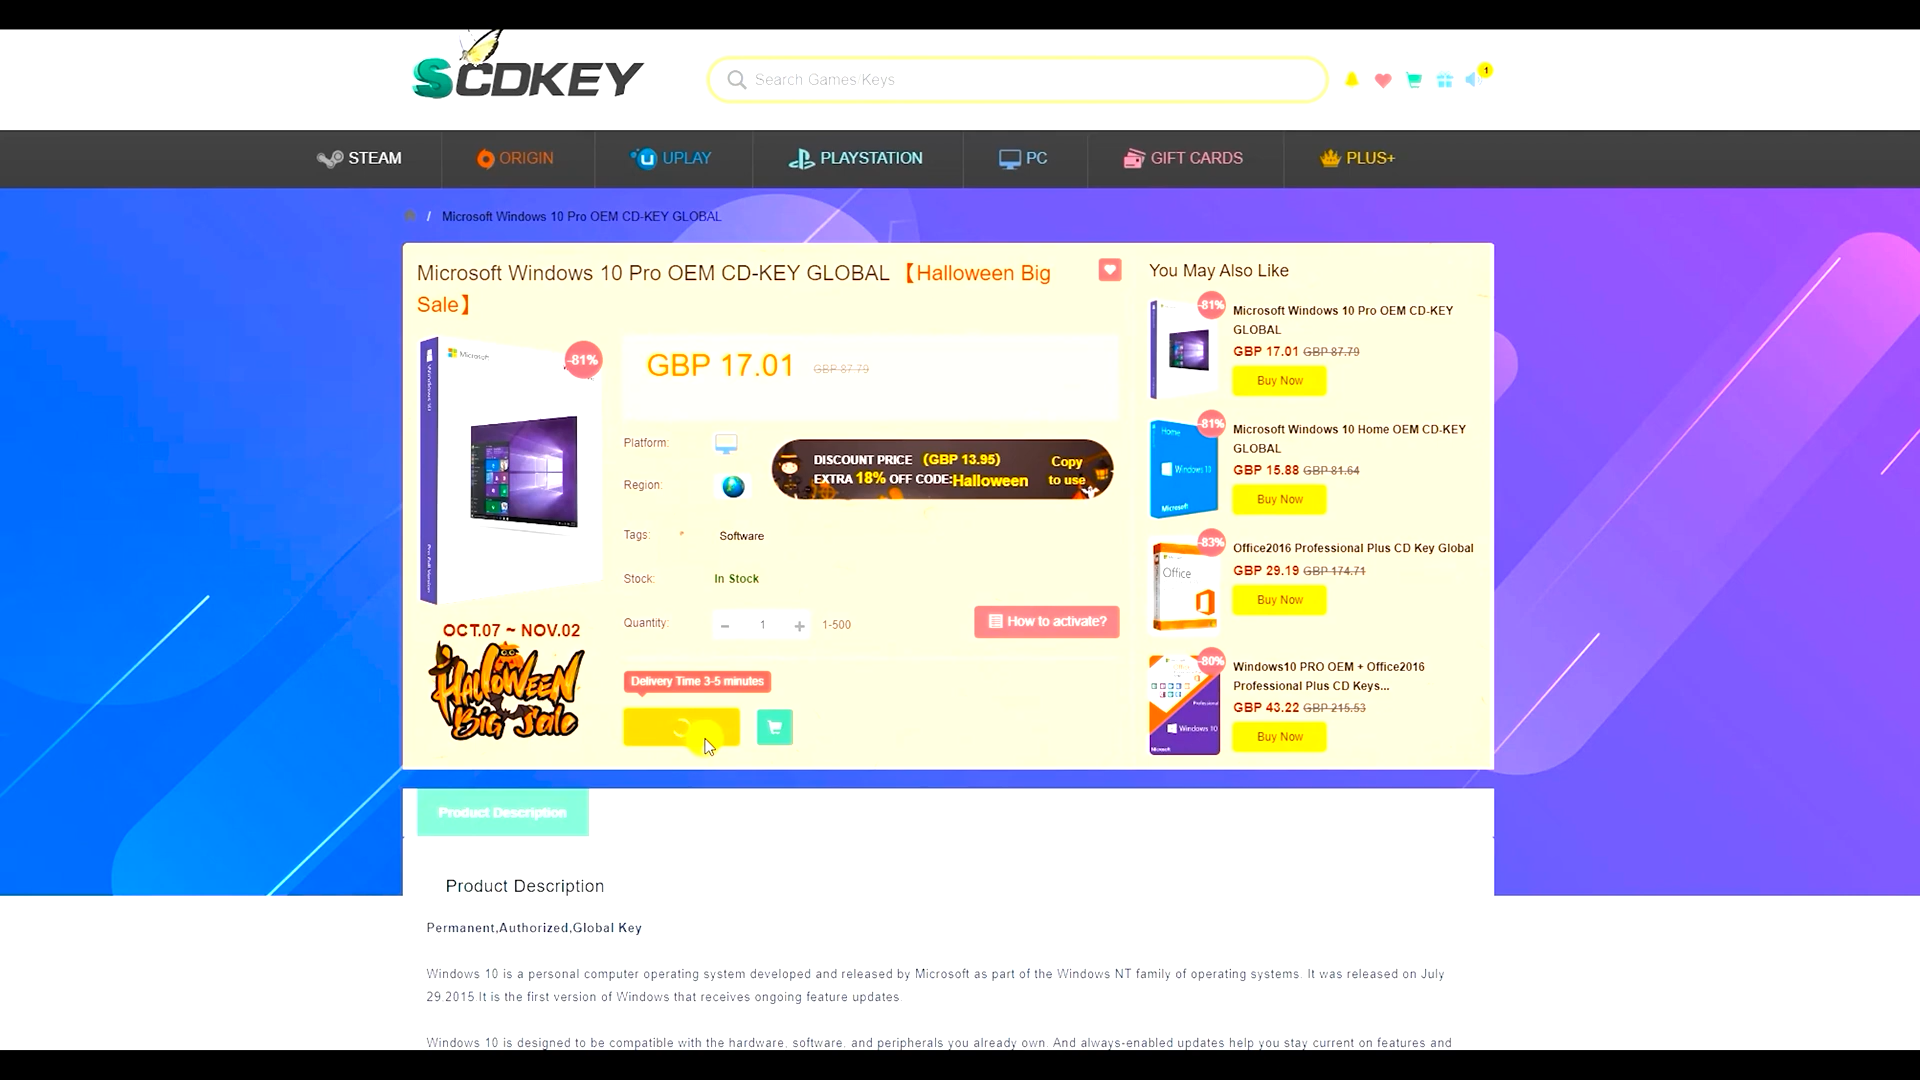 SCDKEY
Search Games Keys
1
STEAM
ORIGIN
UPLAY
PLAYSTATION
PC
GIFT CARDS
PLUS+
/ Microsoft Windows 10 Pro OEM CD-KEY GLOBAL
Microsoft Windows 10 Pro OEM CD-KEY GLOBAL 【Halloween Big
Sale】
Microsoft
-81%
OCT.07 ~ NOV.02
Halloween
Big Sale
GBP 17.01 GBP 87.79
Platform:
Region:
DISCOUNT PRICE (GBP 13.95)
EXTRA 18% OFF CODE:Halloween
Copy
to use
Tags: Software
Stock: In Stock
Quantity: - 1 + 1-500
How to activate?
Delivery Time 3-5 minutes
You May Also Like
-81%
Microsoft Windows 10 Pro OEM CD-KEY
GLOBAL
GBP 17.01 GBP 87.79
Buy Now
-81%
Home
Windows 10
Microsoft
Microsoft Windows 10 Home OEM CD-KEY
GLOBAL
GBP 15.88 GBP 81.64
Buy Now
-83%
Office
Office2016 Professional Plus CD Key Global
GBP 29.19 GBP 174.71
Buy Now
-80%
Professional
Windows 10
Microsoft
Windows10 PRO OEM + Office2016
Professional Plus CD Keys...
GBP 43.22 GBP 215.53
Buy Now
Product Description
Product Description
Permanent,Authorized,Global Key
Windows 10 is a personal computer operating system developed and released by Microsoft as part of the Windows NT family of operating systems. It was released on July
29,2015.It is the first version of Windows that receives ongoing feature updates.
Windows 10 is designed to be compatible with the hardware, software, and peripherals you already own. And always-enabled updates help you stay current on features and